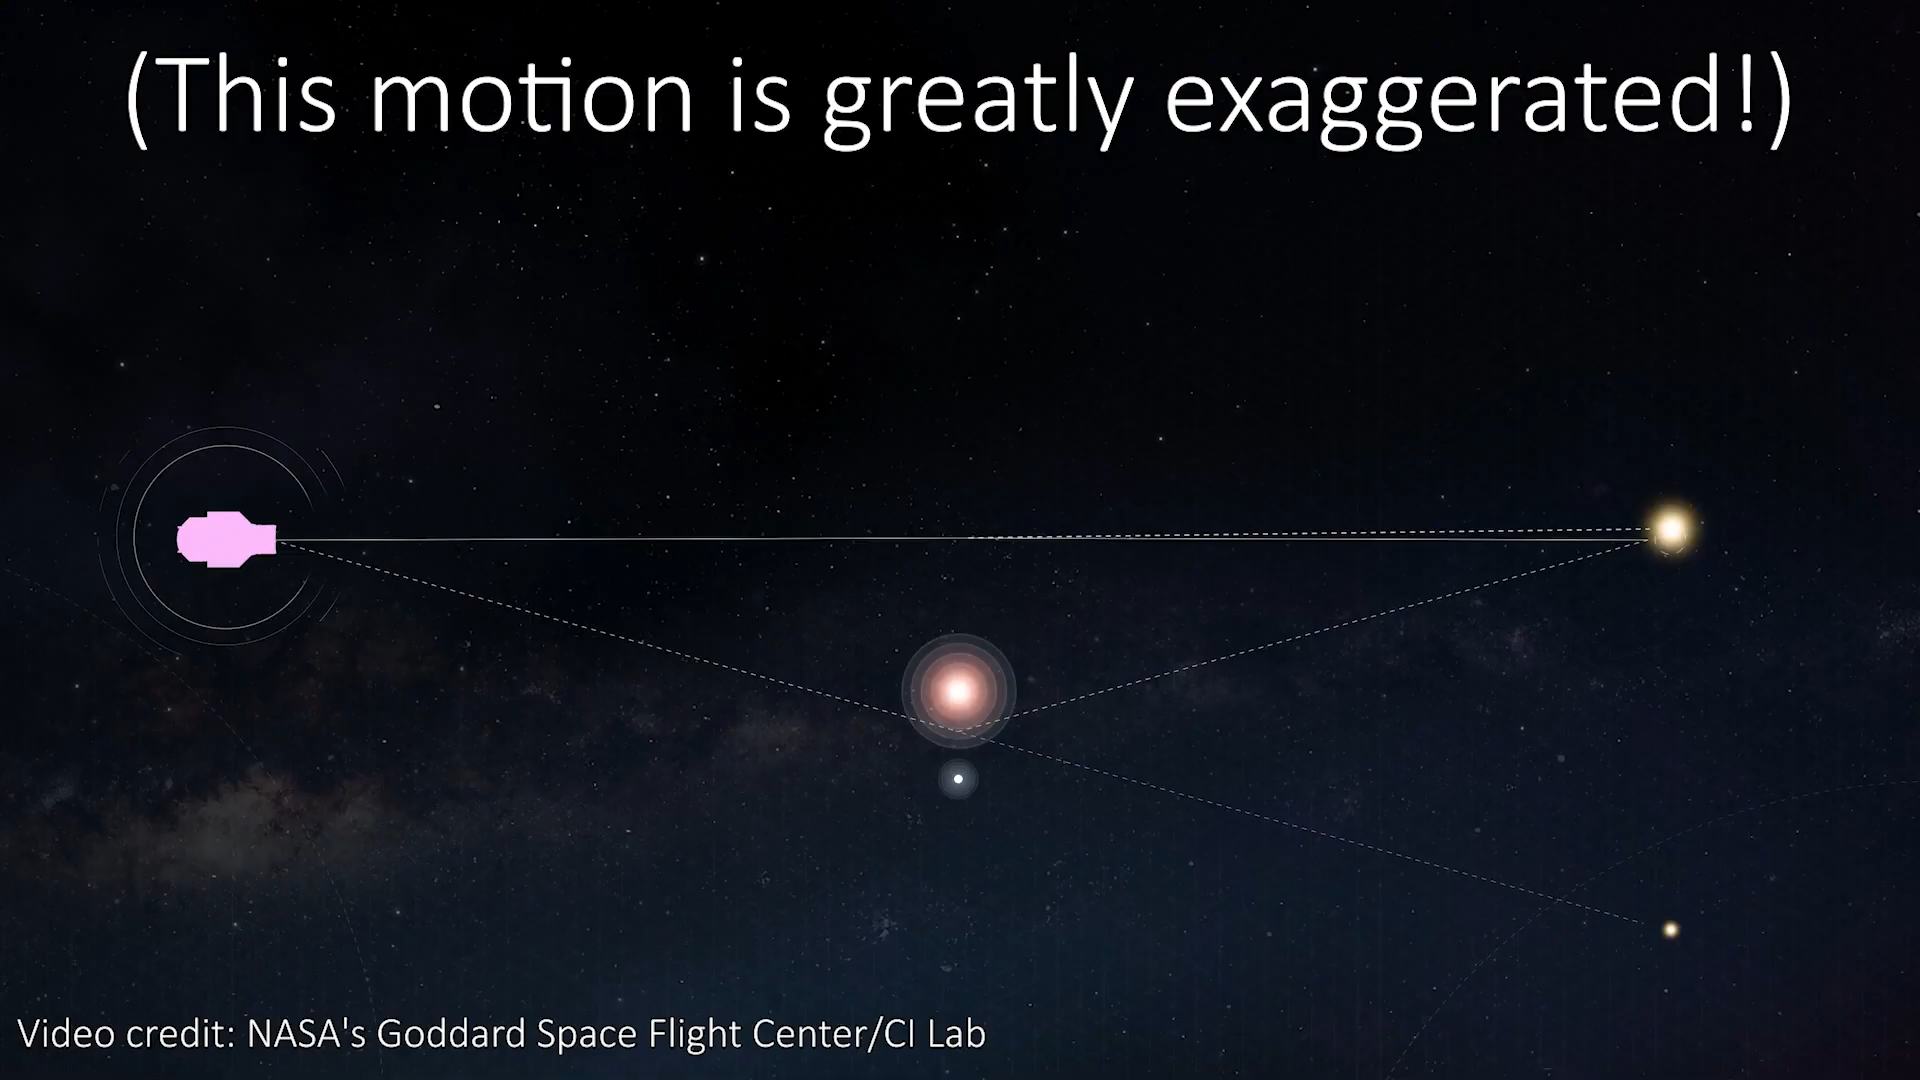 (This motion is greatly exaggerated!)
Video credit: NASA's Goddard Space Flight Center/CI Lab